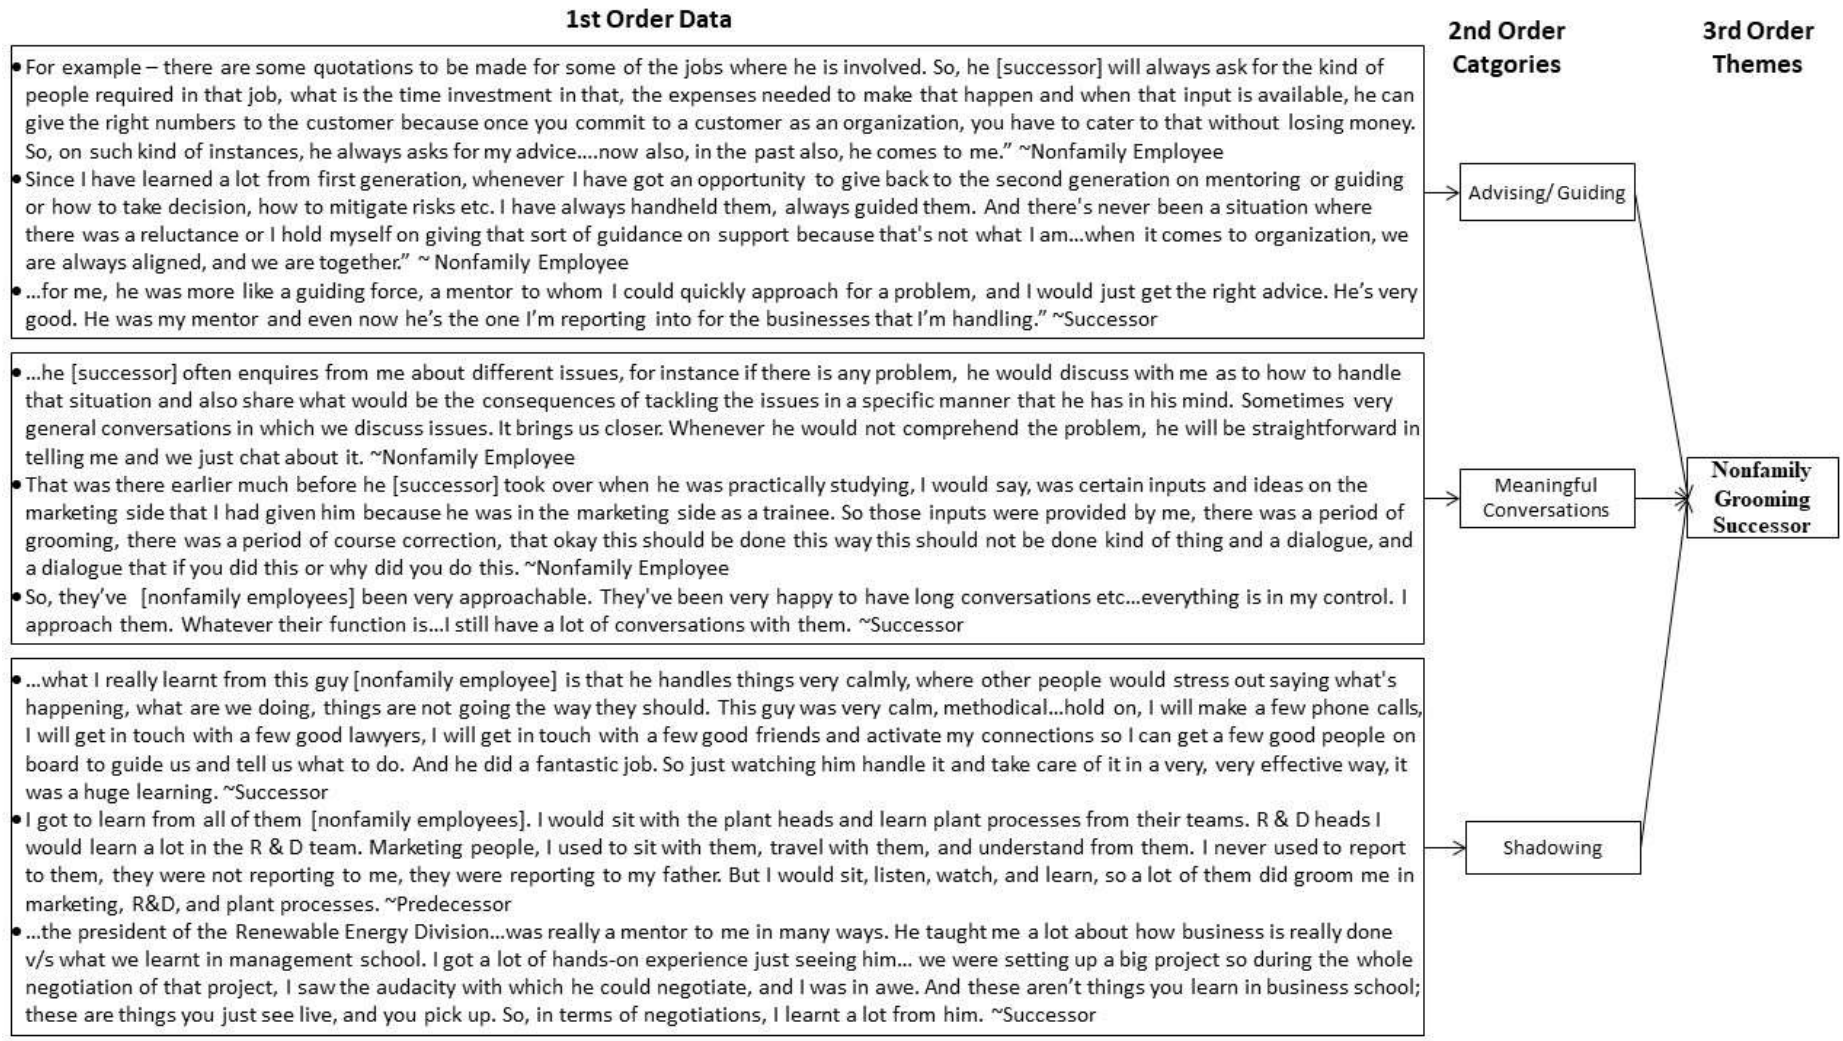 1st Order Data
2nd Order
Catgories
3rd Order
Themes
•For example – there are some quotations to be made for some of the jobs where he is involved. So, he [successor] will always ask for the kind of
people required in that job, what is the time investment in that, the expenses needed to make that happen and when that input is available, he can
give the right numbers to the customer because once you commit to a customer as an organization, you have to cater to that without losing money.
So, on such kind of instances, he always asks for my advice....now also, in the past also, he comes to me.” ~Nonfamily Employee
•Since I have learned a lot from first generation, whenever I have got an opportunity to give back to the second generation on mentoring or guiding
or how to take decision, how to mitigate risks etc. I have always handheld them, always guided them. And there's never been a situation where
there was a reluctance or I hold myself on giving that sort of guidance on support because that's not what I am...when it comes to organization, we
are always aligned, and we are together.” ~ Nonfamily Employee
•...for me, he was more like a guiding force, a mentor to whom I could quickly approach for a problem, and I would just get the right advice. He’s very
good. He was my mentor and even now he’s the one I’m reporting into for the businesses that I’m handling.” ~Successor
Advising/ Guiding
•...he [successor] often enquires from me about different issues, for instance if there is any problem, he would discuss with me as to how to handle
that situation and also share what would be the consequences of tackling the issues in a specific manner that he has in his mind. Sometimes very
general conversations in which we discuss issues. It brings us closer. Whenever he would not comprehend the problem, he will be straightforward in
telling me and we just chat about it. ~Nonfamily Employee
•That was there earlier much before he [successor] took over when he was practically studying, I would say, was certain inputs and ideas on the
marketing side that I had given him because he was in the marketing side as a trainee. So those inputs were provided by me, there was a period of
grooming, there was a period of course correction, that okay this should be done this way this should not be done kind of thing and a dialogue, and
a dialogue that if you did this or why did you do this. ~Nonfamily Employee
•So, they’ve [nonfamily employees] been very approachable. They've been very happy to have long conversations etc...everything is in my control. I
approach them. Whatever their function is...I still have a lot of conversations with them. ~Successor
Meaningful
Conversations
Nonfamily
Grooming
Successor
•...what I really learnt from this guy [nonfamily employee] is that he handles things very calmly, where other people would stress out saying what's
happening, what are we doing, things are not going the way they should. This guy was very calm, methodical...hold on, I will make a few phone calls,
I will get in touch with a few good lawyers, I will get in touch with a few good friends and activate my connections so I can get a few good people on
board to guide us and tell us what to do. And he did a fantastic job. So just watching him handle it and take care of it in a very, very effective way, it
was a huge learning. ~Successor
•I got to learn from all of them [nonfamily employees]. I would sit with the plant heads and learn plant processes from their teams. R & D heads I
would learn a lot in the R & D team. Marketing people, I used to sit with them, travel with them, and understand from them. I never used to report
to them, they were not reporting to me, they were reporting to my father. But I would sit, listen, watch, and learn, so a lot of them did groom me in
marketing, R&D, and plant processes. ~Predecessor
•...the president of the Renewable Energy Division...was really a mentor to me in many ways. He taught me a lot about how business is really done
v/s what we learnt in management school. I got a lot of hands-on experience just seeing him... we were setting up a big project so during the whole
negotiation of that project, I saw the audacity with which he could negotiate, and I was in awe. And these aren’t things you learn in business school;
these are things you just see live, and you pick up. So, in terms of negotiations, I learnt a lot from him. ~Successor
Shadowing